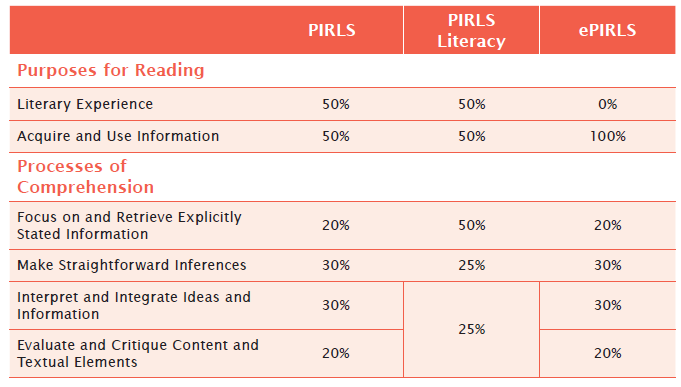 PIRLS PIRLS Literacy ePIRLS
Purposes for Reading
Literary Experience 50% 50% 0%
Acquire and Use Information 50% 50% 100%
Processes of
Comprehension
Focus on and Retrieve Explicitly
Stated Information 20% 50% 20%
Make Straightforward Inferences 30% 25% 30%
Interpret and Integrate Ideas and
Information 30% 25% 30%
Evaluate and Critique Content and
Textual Elements 20% 20%